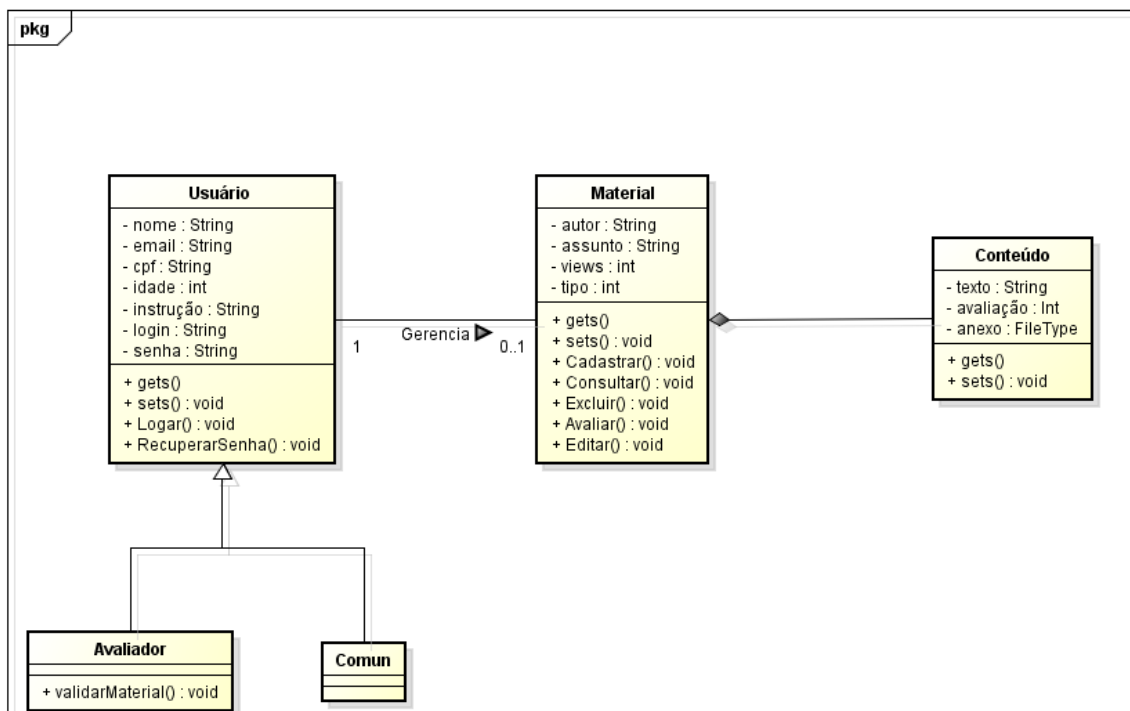 pkg
Usuário
- nome : String
- email : String
- cpf : String
- idade : int
- instrução : String
- login : String
- senha : String
+ gets()
+ sets() : void
+ Logar() : void
+ RecuperarSenha() : void
1
Gerencia
0..1
Material
- autor : String
- assunto : String
- views : int
- tipo : int
+ gets()
+ sets() : void
+ Cadastrar() : void
+ Consultar() : void
+ Excluir() : void
+ Avaliar() : void
+ Editar() : void
Conteúdo
- texto : String
- avaliação : Int
- anexo : FileType
+ gets()
+ sets() : void
Avaliador
+ validarMaterial() : void
Comun